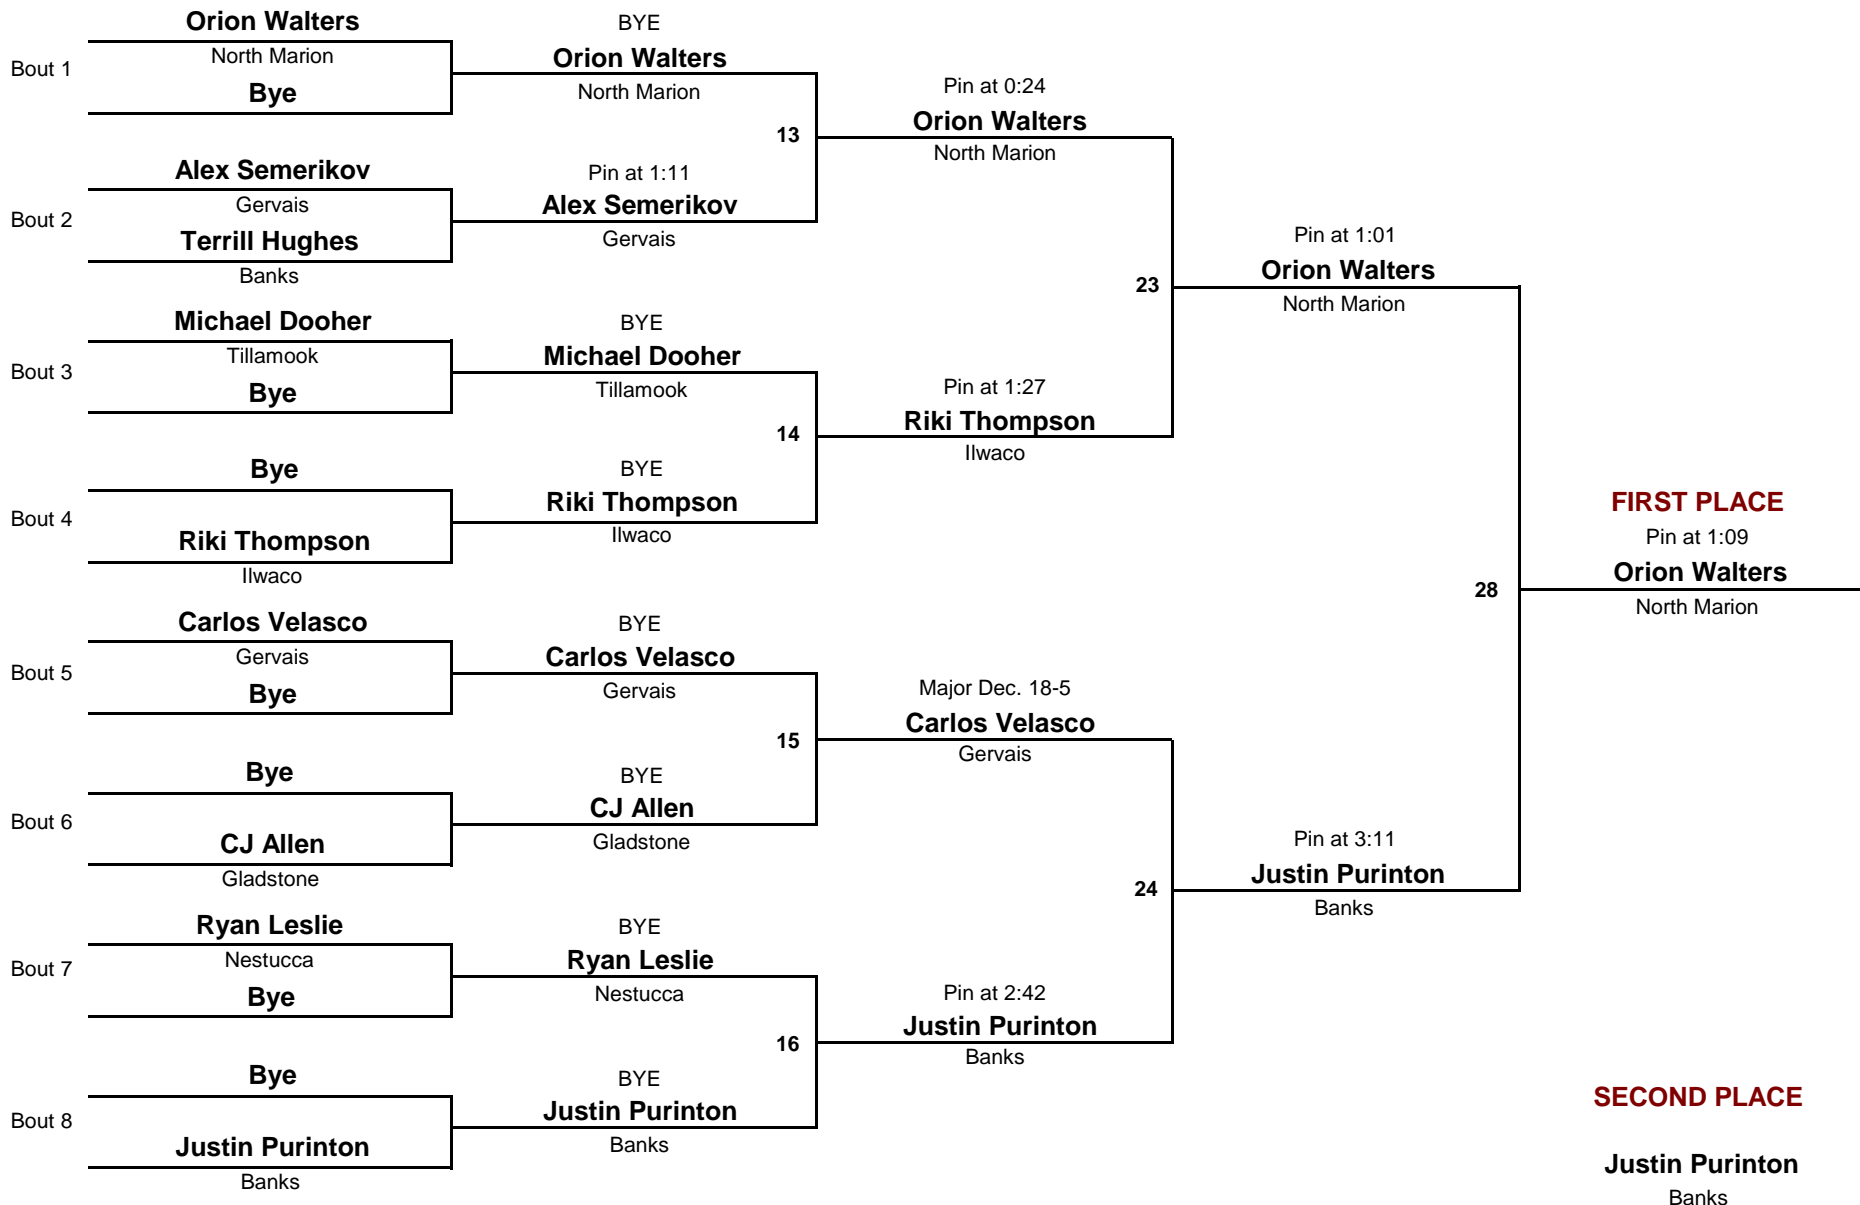 Orion Walters
Bout 1
North Marion
Bye
Alex Semerikov
Bout 2
Gervais
Terrill Hughes
Banks
Michael Dooher
Bout 3
Tillamook
Bye
Bye
Bout 4
Riki Thompson
Ilwaco
Carlos Velasco
Bout 5
Gervais
Bye
Bye
Bout 6
CJ Allen
Gladstone
Ryan Leslie
Bout 7
Nestucca
Bye
Bye
Bout 8
Justin Purinton
Banks
BYE
Orion Walters
North Marion
13
Pin at 1:11
Alex Semerikov
Gervais
BYE
Michael Dooher
Tillamook
14
BYE
Riki Thompson
Ilwaco
BYE
Carlos Velasco
Gervais
15
BYE
CJ Allen
Gladstone
BYE
Ryan Leslie
Nestucca
16
BYE
Justin Purinton
Banks
Pin at 0:24
Orion Walters
North Marion
23
Pin at 1:27
Riki Thompson
Ilwaco
Major Dec. 18-5
Carlos Velasco
Gervais
24
Pin at 2:42
Justin Purinton
Banks
Pin at 1:01
Orion Walters
North Marion
28
Pin at 3:11
Justin Purinton
Banks
FIRST PLACE
Pin at 1:09
Orion Walters
North Marion
SECOND PLACE
Justin Purinton
Banks